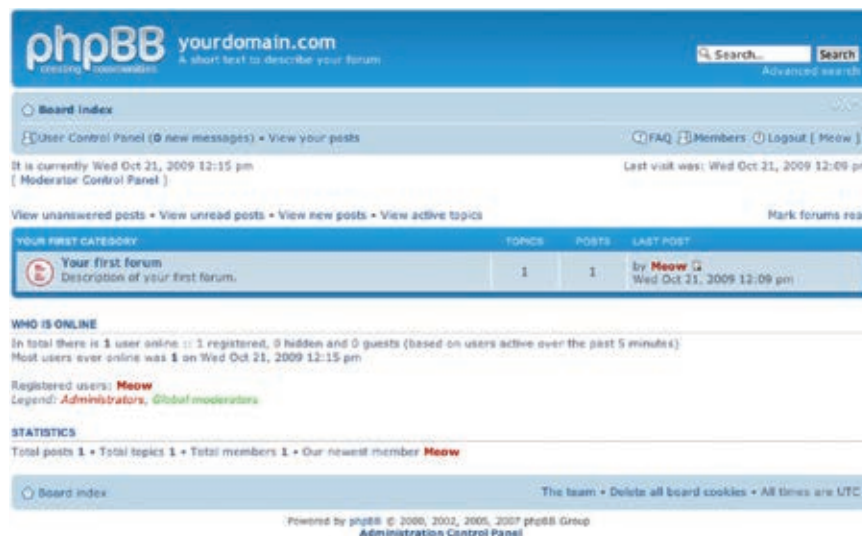 phpBB
creating communities
yourdomain.com
A short text to describe your forum
Search... Search
Advanced search
Board index
User Control Panel (0 new messages) • View your posts
FAQ Members Logout [ Meow ]
It is currently Wed Oct 21, 2009 12:15 pm
Last visit was: Wed Oct 21, 2009 12:09 pm
[ Moderator Control Panel ]
View unanswered posts • View unread posts • View new posts • View active topics
Mark forums rea
YOUR FIRST CATEGORY TOPICS POSTS LAST POST
Your first forum
Description of your first forum.
1 1
by Meow
Wed Oct 21, 2009 12:09 pm
WHO IS ONLINE
In total there is 1 user online :: 1 registered, 0 hidden and 0 guests (based on users active over the past 5 minutes)
Most users ever online was 1 on Wed Oct 21, 2009 12:15 pm
Registered users: Meow
Legend: Administrators, Global moderators
STATISTICS
Total posts 1 • Total topics 1 • Total members 1 • Our newest member Meow
Board index
The team • Delete all board cookies • All times are UTC
Powered by phpBB © 2000, 2002, 2005, 2007 phpBB Group
Administration Control Panel